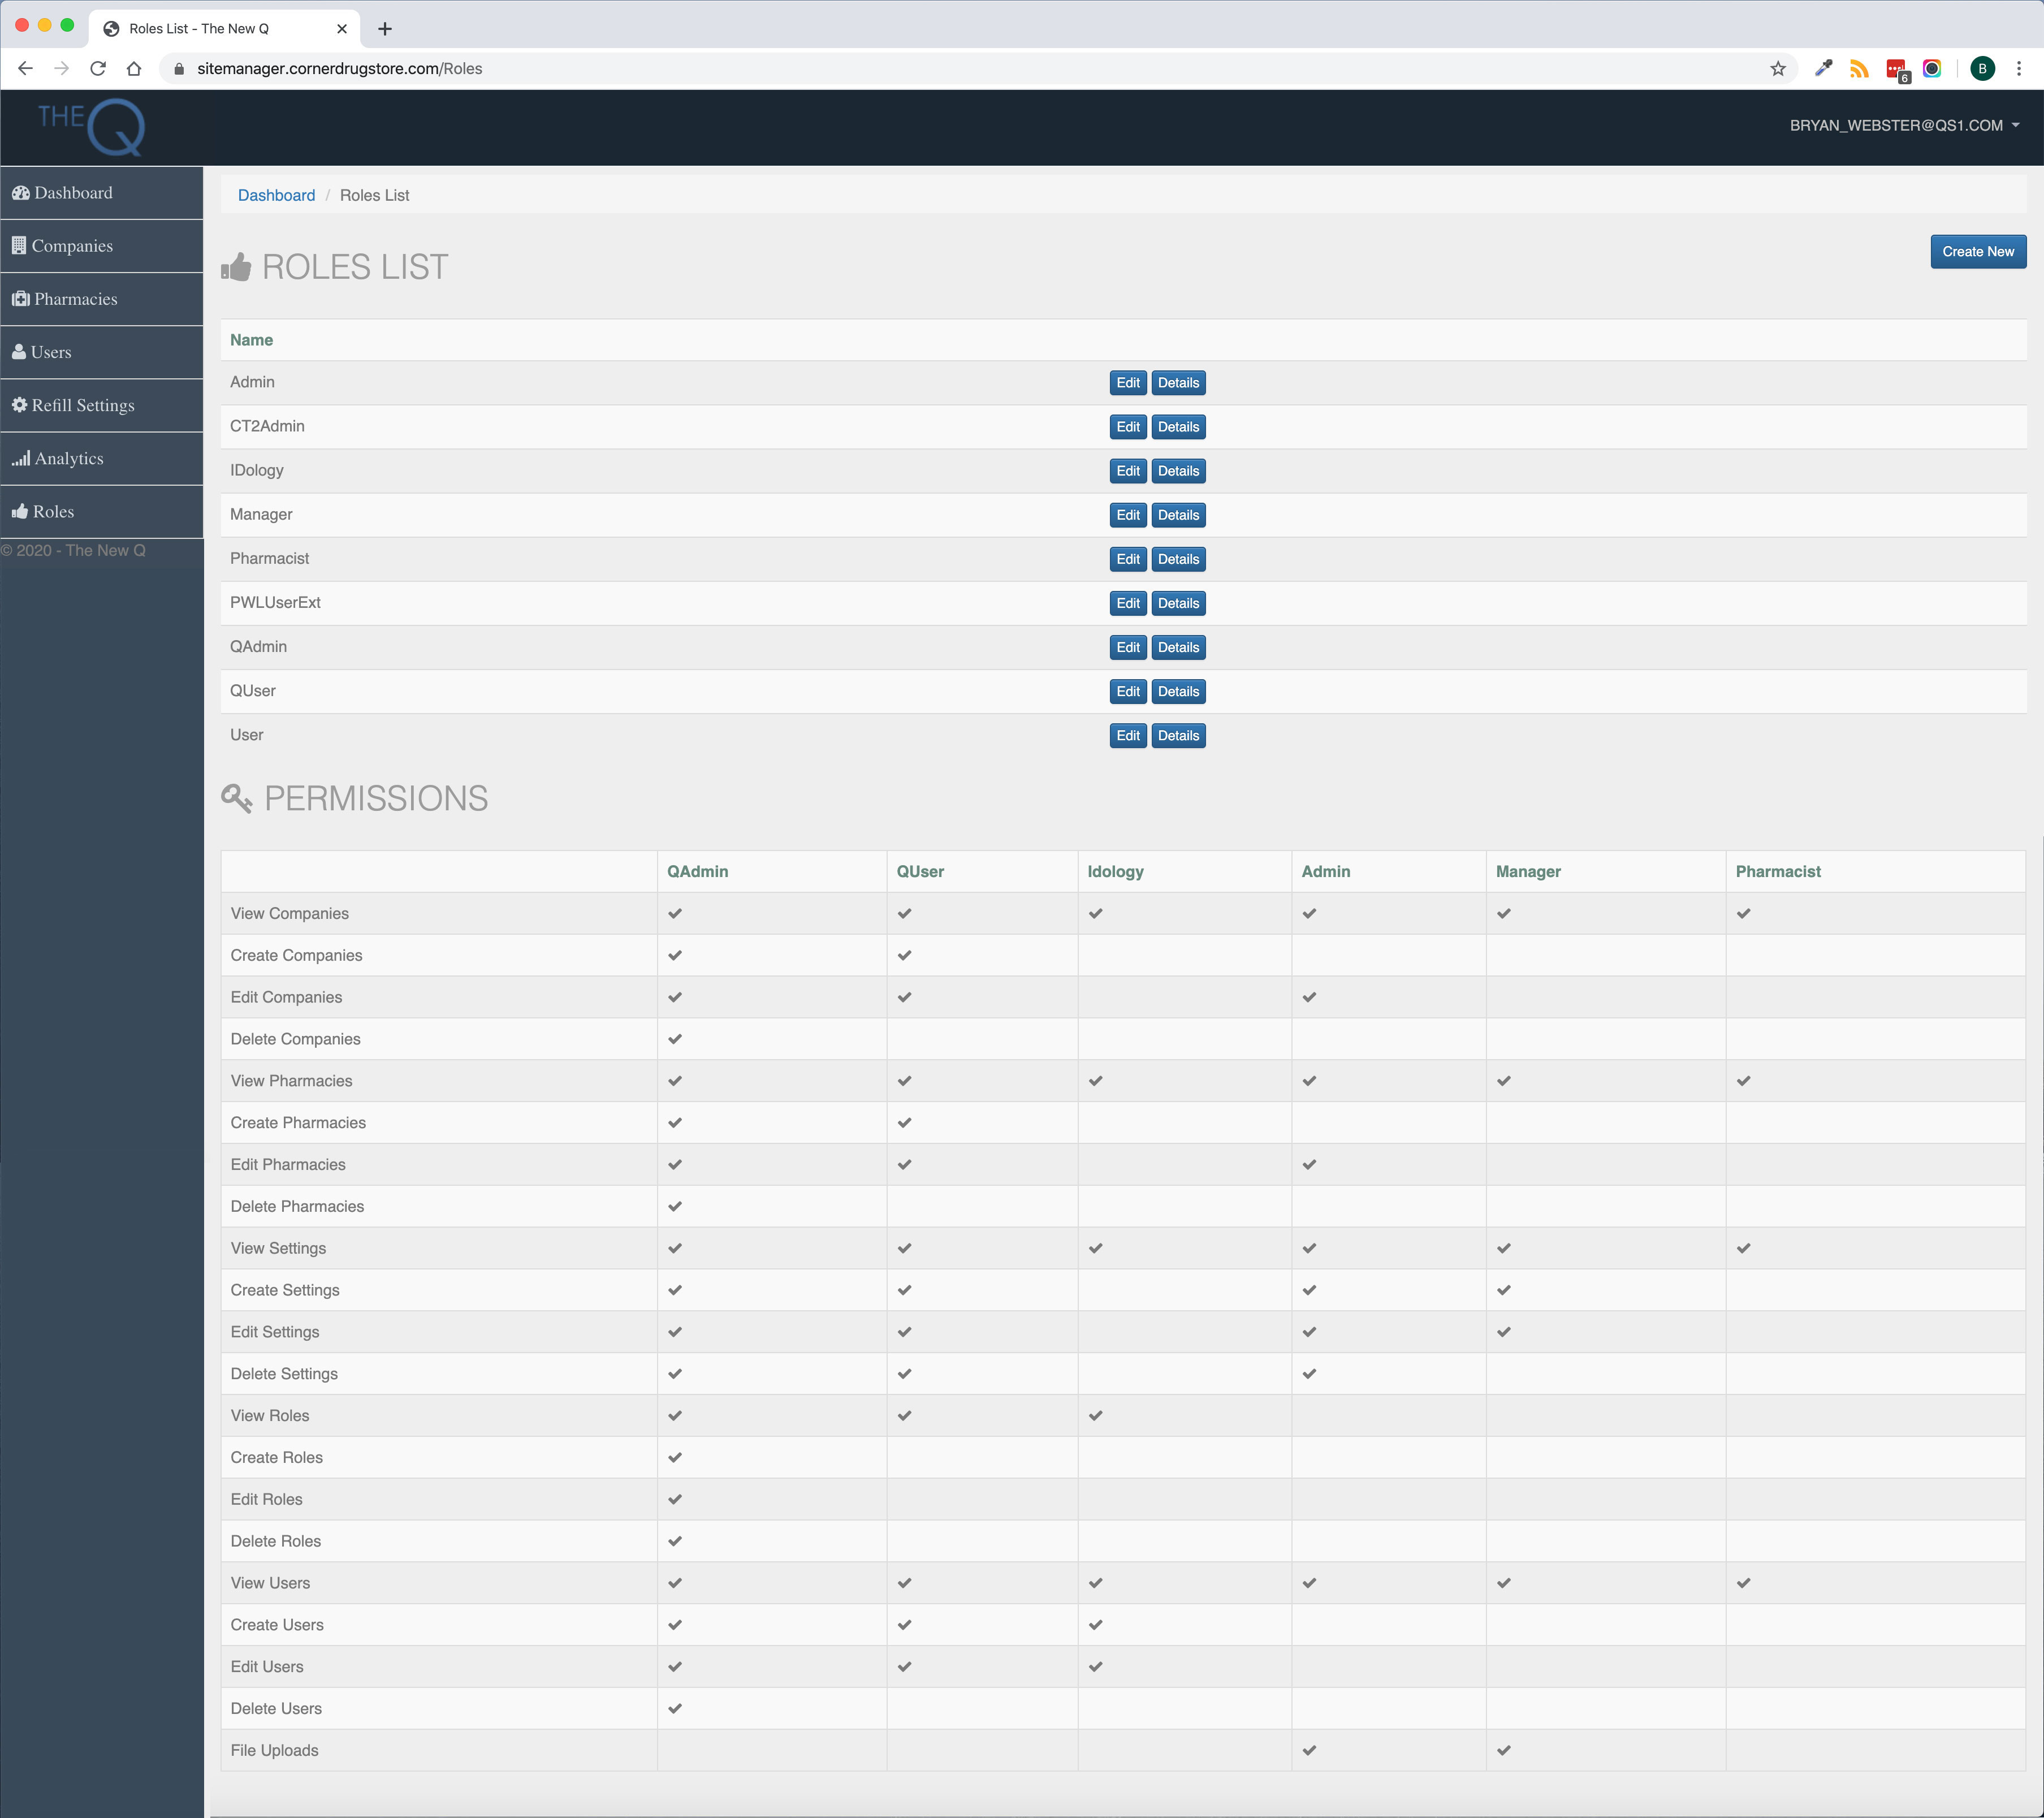 Roles List - The New Q
sitemanager.cornerdrugstore.com/Roles
6
B
THE Q
BRYAN_WEBSTER@QS1.COM
Dashboard
Companies
Pharmacies
Users
Refill Settings
Analytics
Roles
© 2020 - The New Q
Dashboard / Roles List
ROLES LIST
Create New
Name
Admin Edit Details
CT2Admin Edit Details
IDology Edit Details
Manager Edit Details
Pharmacist Edit Details
PWLUserExt Edit Details
QAdmin Edit Details
QUser Edit Details
User Edit Details
PERMISSIONS
QAdmin QUser Idology Admin Manager Pharmacist
View Companies ✔ ✔ ✔ ✔ ✔ ✔
Create Companies ✔ ✔
Edit Companies ✔ ✔ ✔
Delete Companies ✔
View Pharmacies ✔ ✔ ✔ ✔ ✔ ✔
Create Pharmacies ✔ ✔
Edit Pharmacies ✔ ✔ ✔
Delete Pharmacies ✔
View Settings ✔ ✔ ✔ ✔ ✔ ✔
Create Settings ✔ ✔ ✔ ✔
Edit Settings ✔ ✔ ✔ ✔
Delete Settings ✔ ✔ ✔
View Roles ✔ ✔ ✔
Create Roles ✔
Edit Roles ✔
Delete Roles ✔
View Users ✔ ✔ ✔ ✔ ✔ ✔
Create Users ✔ ✔ ✔
Edit Users ✔ ✔ ✔
Delete Users ✔
File Uploads ✔ ✔